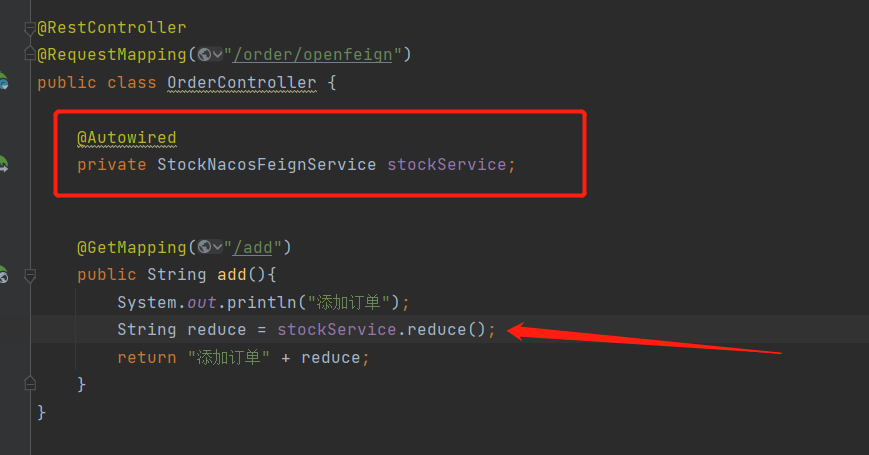 @RestController
@RequestMapping("/order/openfeign")
public class OrderController {
@Autowired
private StockNacosFeignService stockService;
@GetMapping("/add")
public String add(){
System.out.println("添加订单");
String reduce = stockService.reduce();
return "添加订单" + reduce;
}
}